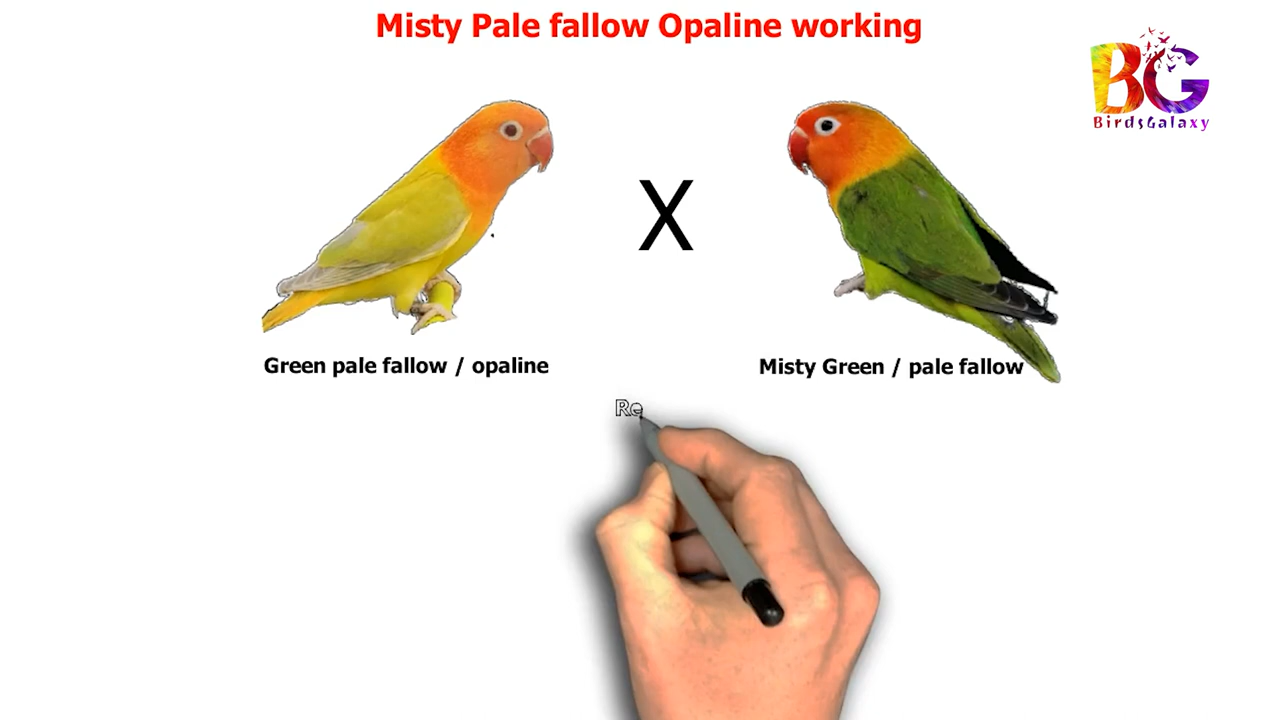 Misty Pale fallow Opaline working
BG
BirdsGalaxy
X
Green pale fallow / opaline
Misty Green / pale fallow
Re